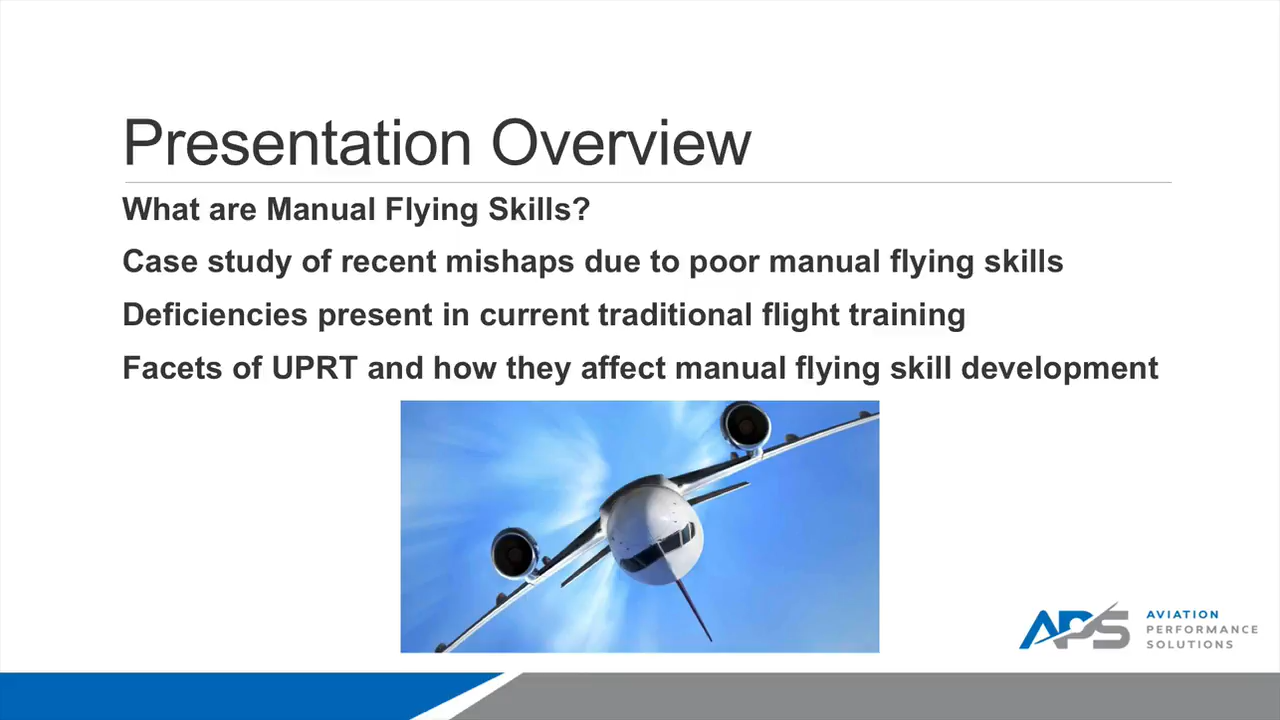 Presentation Overview
What are Manual Flying Skills?
Case study of recent mishaps due to poor manual flying skills
Deficiencies present in current traditional flight training
Facets of UPRT and how they affect manual flying skill development
APS
AVIATION
PERFORMANCE
SOLUTIONS